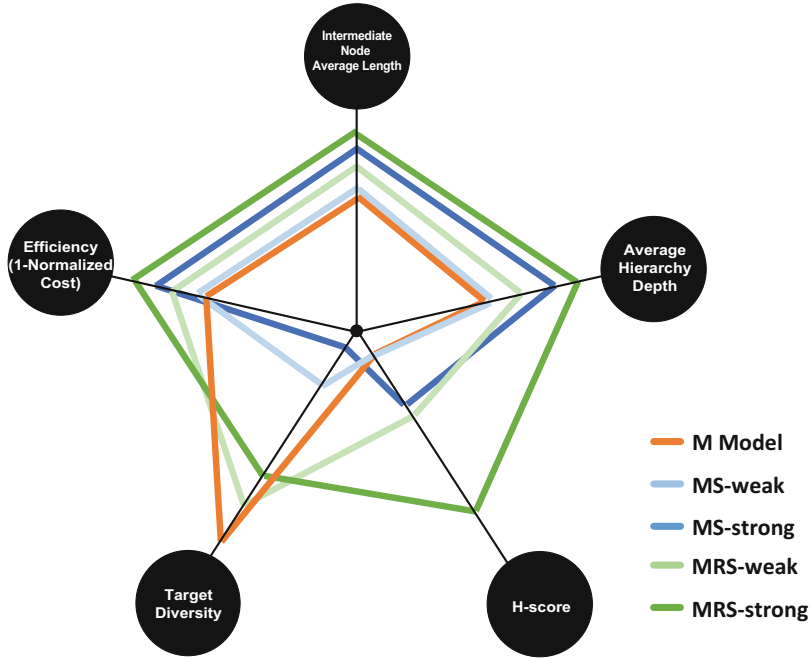 Intermediate
Node
Average Length
Efficiency
(1-Normalized
Cost)
Average
Hierarchy
Depth
M Model
MS-weak
MS-strong
MRS-weak
MRS-strong
Target
Diversity
H-score